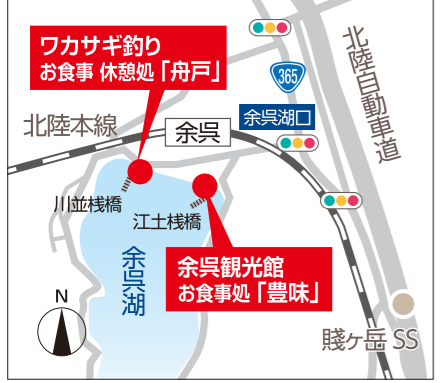 ワカサギ釣り
お食事 休憩処「舟戸」
365
北陸自動車道
余呉湖口
北陸本線
余呉
川並桟橋
江土桟橋
余呉湖
余呉観光館
お食事処「豊味」
N
賤ヶ岳 SS